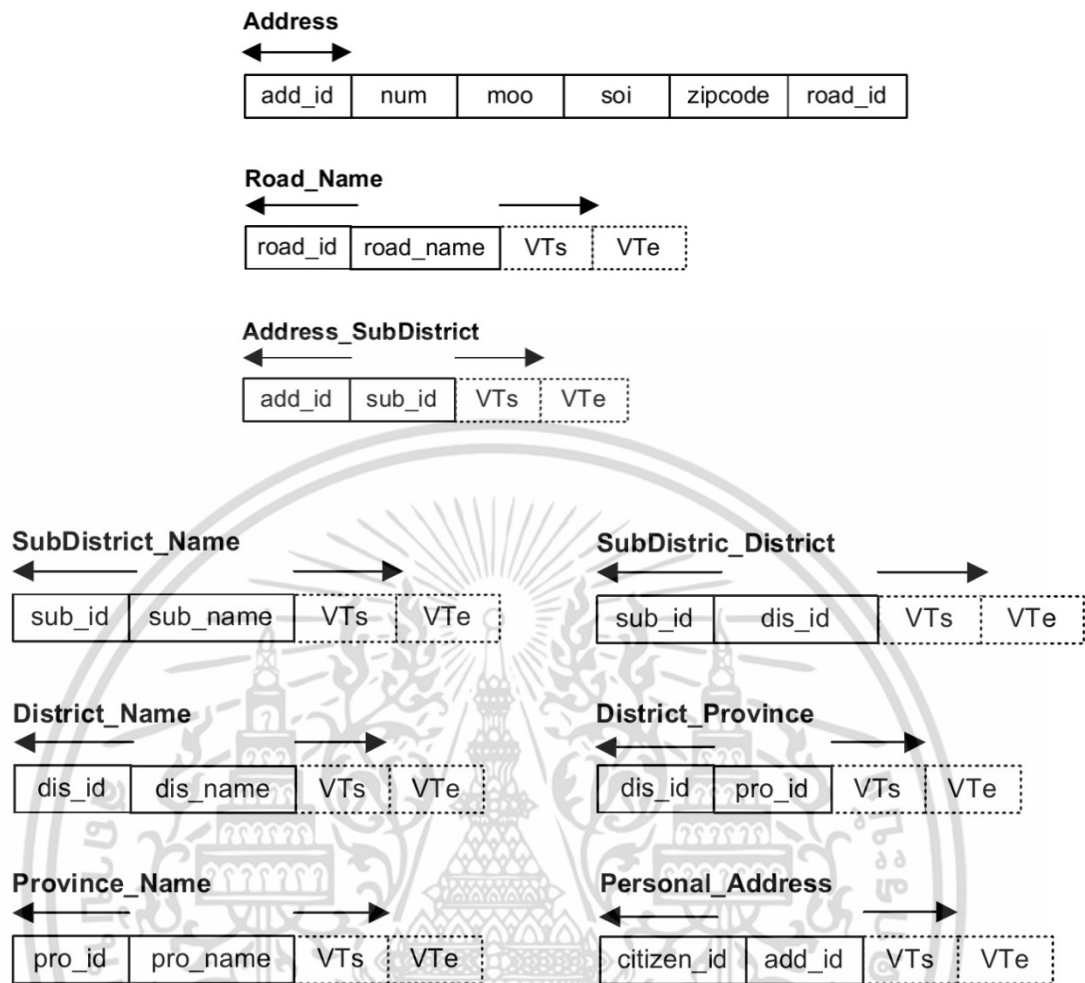 Address
add_id num moo soi zipcode road_id
Road_Name
road_id road_name VTs VTe
Address_SubDistrict
add_id sub_id VTs VTe
SubDistrict_Name
sub_id sub_name VTs VTe
SubDistric_District
sub_id dis_id VTs VTe
District_Name
dis_id dis_name VTs VTe
District_Province
dis_id pro_id VTs VTe
Province_Name
pro_id pro_name VTs VTe
Personal_Address
citizen_id add_id VTs VTe